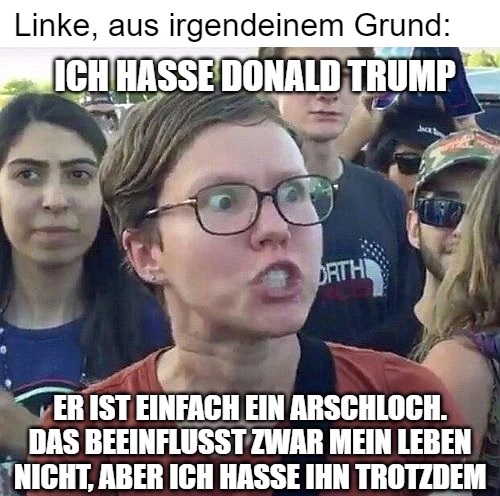 Linke, aus irgendeinem Grund:
ICH HASSE DONALD TRUMP
ORTH
ER IST EINFACH EIN ARSCHLOCH.
DAS BEEINFLUSST ZWAR MEIN LEBEN
NICHT, ABER ICH HASSE IHN TROTZDEM